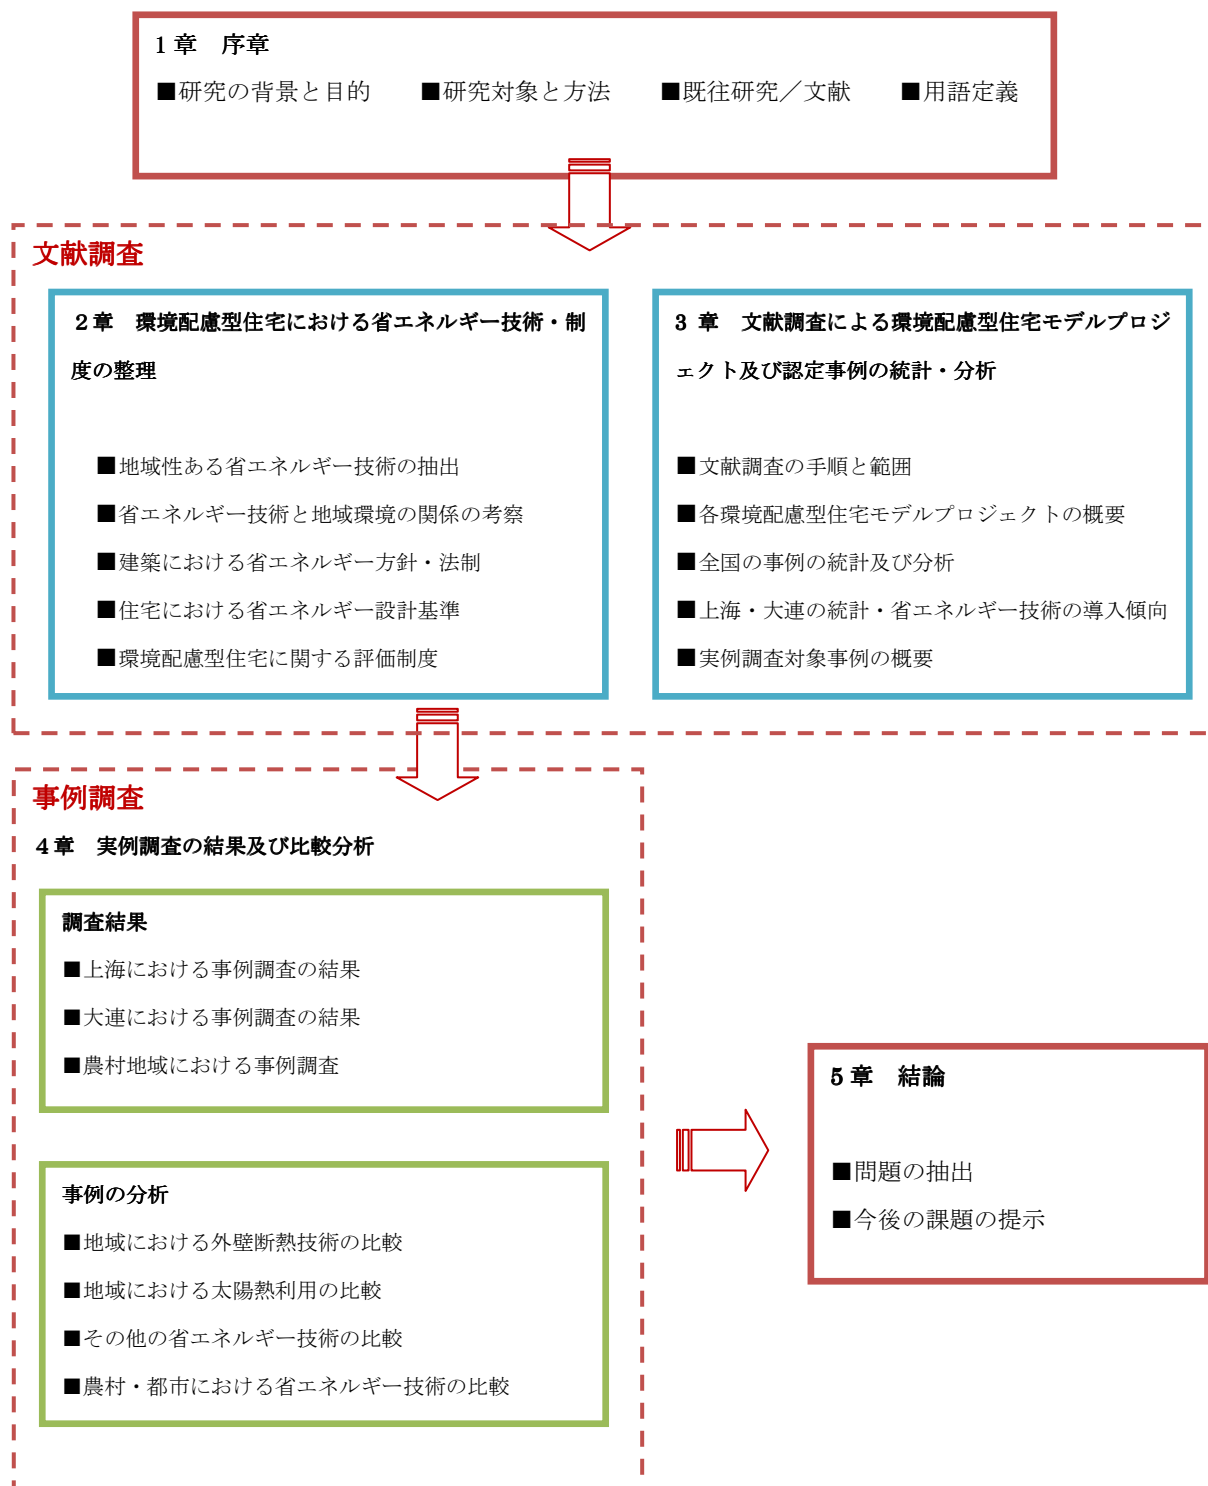 1章　序章
■研究の背景と目的　■研究対象と方法　■既往研究／文献　■用語定義
文献調査
2章　環境配慮型住宅における省エネルギー技術・制
度の整理
■地域性ある省エネルギー技術の抽出
■省エネルギー技術と地域環境の関係の考察
■建築における省エネルギー方針・法制
■住宅における省エネルギー設計基準
■環境配慮型住宅に関する評価制度
3 章　文献調査による環境配慮型住宅モデルプロジ
ェクト及び認定事例の統計・分析
■文献調査の手順と範囲
■各環境配慮型住宅モデルプロジェクトの概要
■全国の事例の統計及び分析
■上海・大連の統計・省エネルギー技術の導入傾向
■実例調査対象事例の概要
事例調査
4章　実例調査の結果及び比較分析
調査結果
■上海における事例調査の結果
■大連における事例調査の結果
■農村地域における事例調査
事例の分析
■地域における外壁断熱技術の比較
■地域における太陽熱利用の比較
■その他の省エネルギー技術の比較
■農村・都市における省エネルギー技術の比較
5章　結論
■問題の抽出
■今後の課題の提示